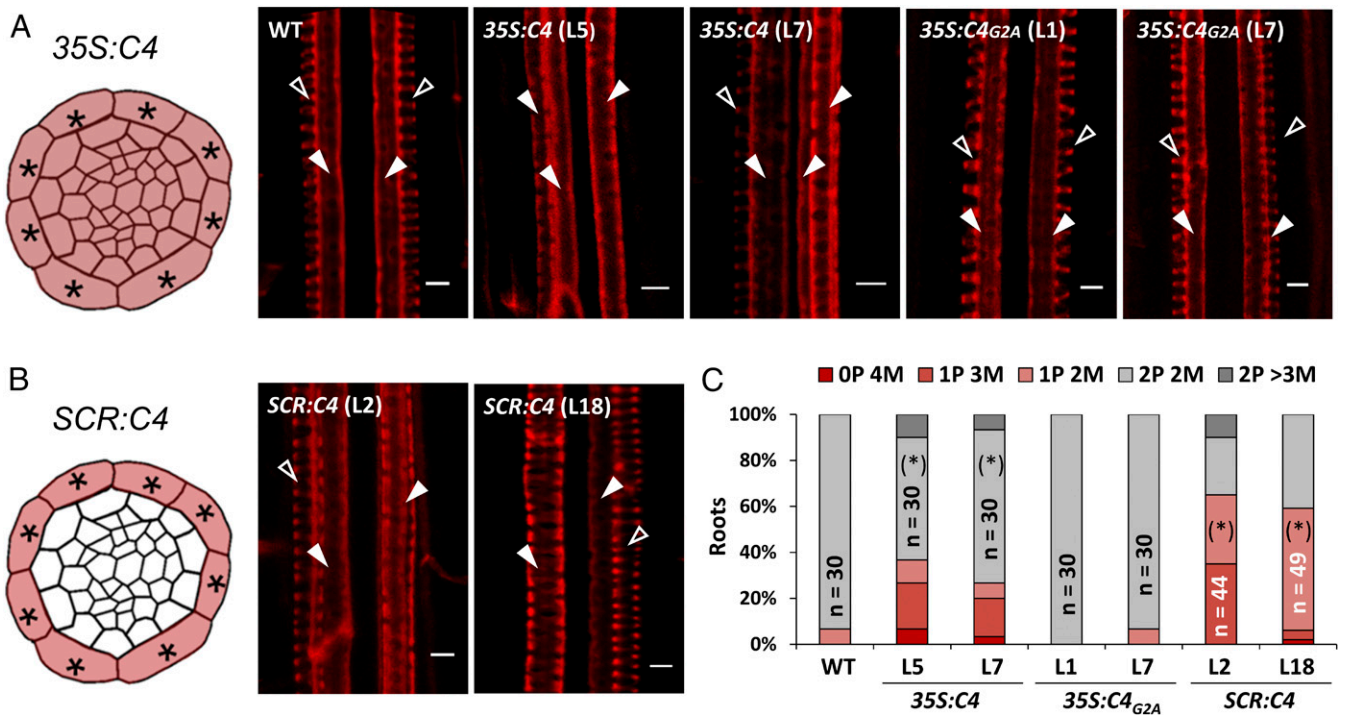 A
35S:C4
*
*
*
*
*
*
*
*
WT
35S:C4 (L5)
35S:C4 (L7)
35S:C4G2A (L1)
35S:C4G2A (L7)
B
SCR:C4
*
*
*
*
*
*
*
*
SCR:C4 (L2)
SCR:C4 (L18)
C
0P 4M 1P 3M 1P 2M 2P 2M 2P >3M
Roots
100%
80%
60%
40%
20%
0%
n = 30
(*)
n = 30
(*)
n = 30
n = 30
n = 30
(*)
n = 44
(*)
n = 49
WT L5 L7 L1 L7 L2 L18
35S:C4 35S:C4G2A SCR:C4